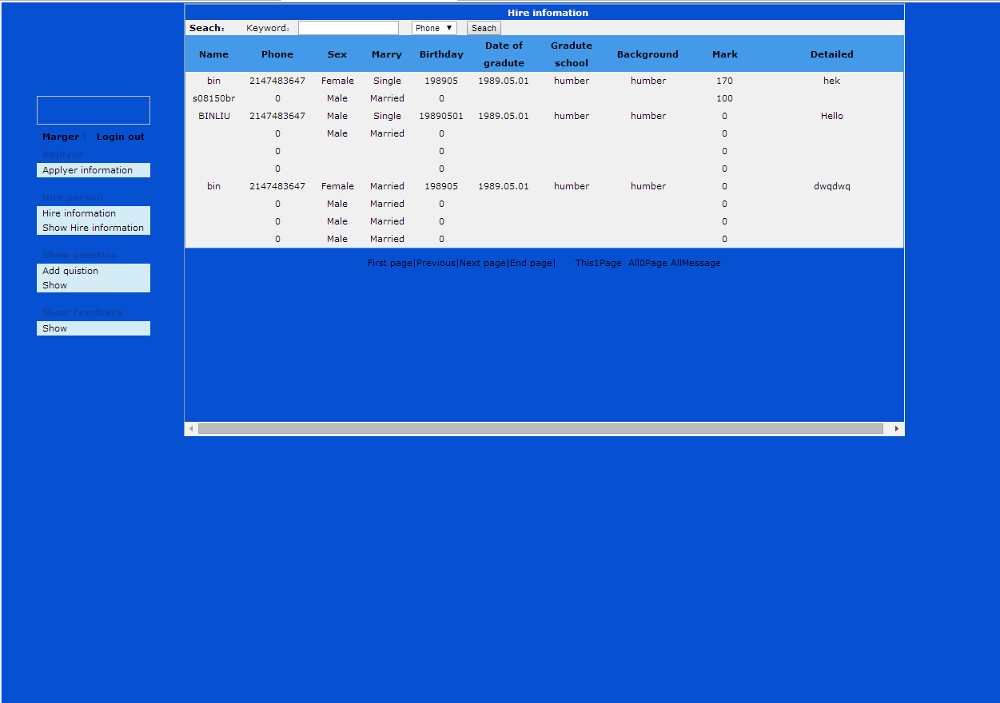 Hire infomation
Seach: Keyword: Phone ▼ Seach
Name Phone Sex Marry Birthday Date of gradute Gradute school Background Mark Detailed
bin 2147483647 Female Single 198905 1989.05.01 humber humber 170 hek
s08150br 0 Male Married 0 100
BINLIU 2147483647 Male Single 19890501 1989.05.01 humber humber 0 Hello
0 Male Married 0 0
0 0 0
0 0 0
bin 2147483647 Female Married 198905 1989.05.01 humber humber 0 dwqdwq
0 Male Married 0 0
0 Male Married 0 0
0 Male Married 0 0
First page|Previous|Next page|End page| This1Page All0Page AllMessage
Marger | Login out
Applyer
Applyer information
Hire person
Hire information
Show Hire information
Show question
Add quistion
Show
Show Feedback
Show